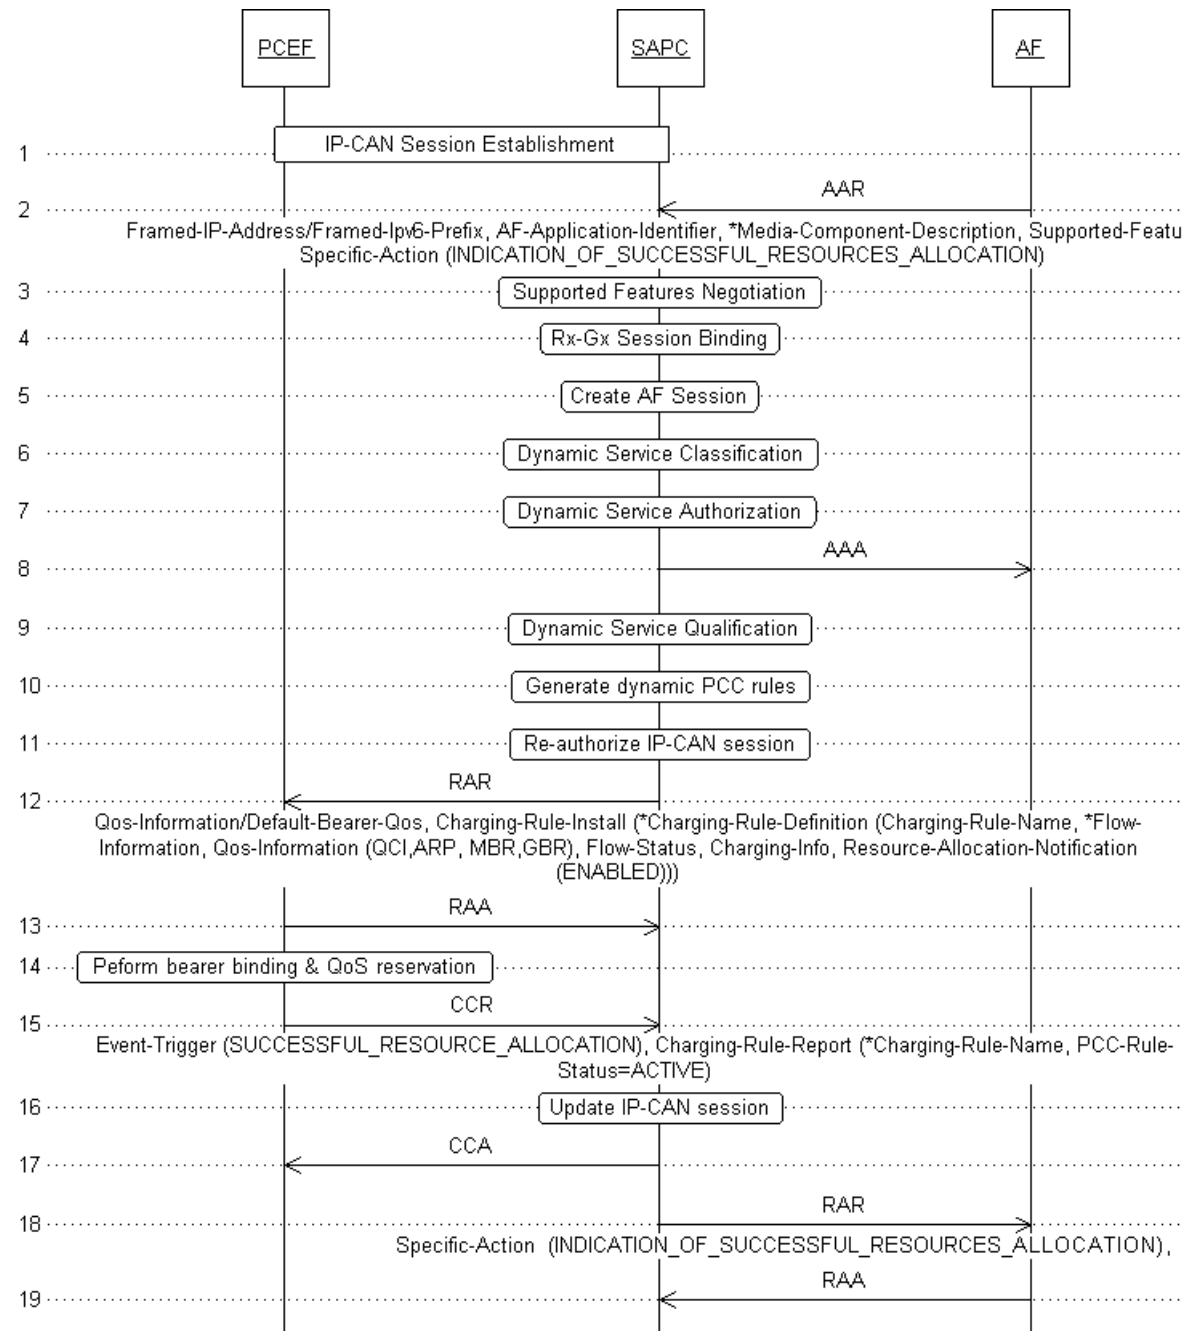 PCEF SAPC AF
1 IP-CAN Session Establishment
AAR
2
Framed-IP-Address/Framed-Ipv6-Prefix, AF-Application-Identifier, *Media-Component-Description, Supported-Featu
Specific-Action (INDICATION_OF_SUCCESSFUL_RESOURCES_ALLOCATION)
3 Supported Features Negotiation
4 Rx-Gx Session Binding
5 Create AF Session
6 Dynamic Service Classification
7 Dynamic Service Authorization
AAA
8
9 Dynamic Service Qualification
10 Generate dynamic PCC rules
11 Re-authorize IP-CAN session
RAR
12
Qos-Information/Default-Bearer-Qos, Charging-Rule-Install (*Charging-Rule-Definition (Charging-Rule-Name, *Flow-
Information, Qos-Information (QCI,ARP, MBR,GBR), Flow-Status, Charging-Info, Resource-Allocation-Notification
(ENABLED)))
RAA
13
14 Peform bearer binding & QoS reservation
CCR
15
Event-Trigger (SUCCESSFUL_RESOURCE_ALLOCATION), Charging-Rule-Report (*Charging-Rule-Name, PCC-Rule-
Status=ACTIVE)
16 Update IP-CAN session
CCA
17
RAR
18
Specific-Action (INDICATION_OF_SUCCESSFUL_RESOURCES_ALLOCATION),
RAA
19